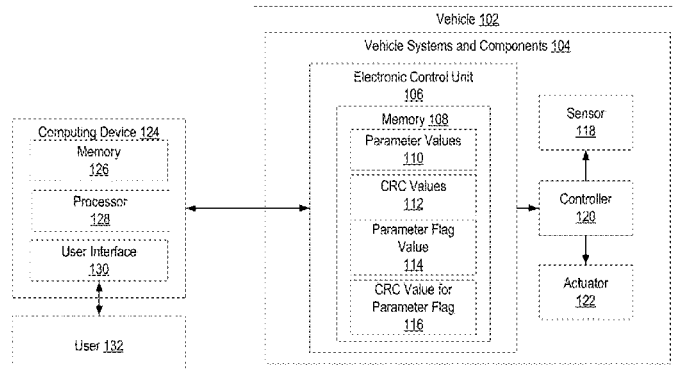 Vehicle 102
Vehicle Systems and Components 104
Electronic Control Unit
106
Memory 108
Parameter Values
110
CRC Values
112
Parameter Flag
Value
114
CRC Value for
Parameter Flag
116
Sensor
118
Controller
120
Actuator
122
Computing Device 124
Memory
126
Processor
128
User Interface
130
User 132